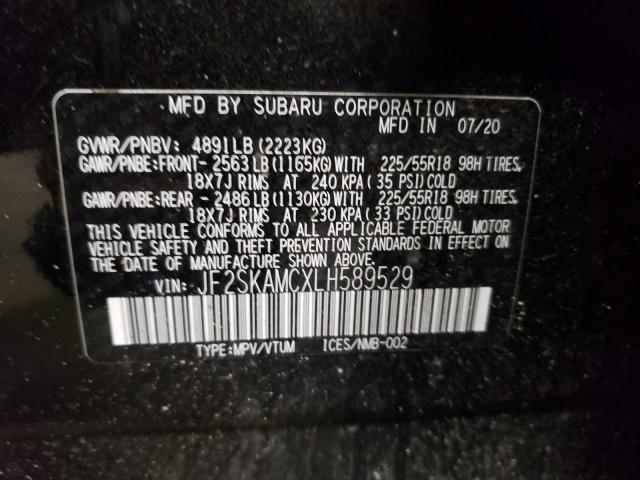 MFD BY SUBARU CORPORATION
MFD IN 07/20
GVWR/PNBV: 4891LB (2223KG)
GAWR/PNBE:FRONT- 2563LB (1165KG) WITH 225/55R18 98H TIRES,
18X7J RIMS AT 240 KPA ( 35 PSI) COLD
GAWR/PNBE:REAR - 2486LB (1130KG) WITH 225/55R18 98H TIRES,
18X7J RIMS AT 230 KPA ( 33 PSI) COLD
THIS VEHICLE CONFORMS TO ALL APPLICABLE FEDERAL MOTOR
VEHICLE SAFETY AND THEFT PREVENTION STANDARDS IN EFFECT ON
THE DATE OF MANUFACTURE SHOWN ABOVE.
VIN: JF2SKAMCXLH589529
TYPE:MPV/VTUM ICES/NMB-002